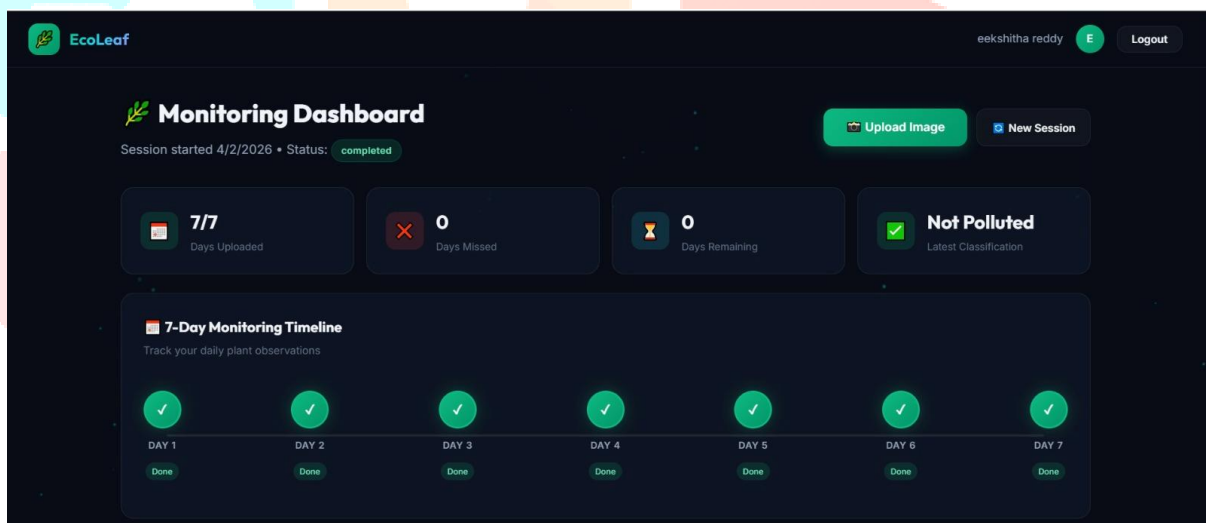 EcoLeaf
eekshitha reddy E Logout
Monitoring Dashboard
Session started 4/2/2026 • Status: completed
Upload Image
New Session
7/7
Days Uploaded
0
Days Missed
0
Days Remaining
Not Polluted
Latest Classification
7-Day Monitoring Timeline
Track your daily plant observations
DAY 1 DAY 2 DAY 3 DAY 4 DAY 5 DAY 6 DAY 7
Done Done Done Done Done Done Done